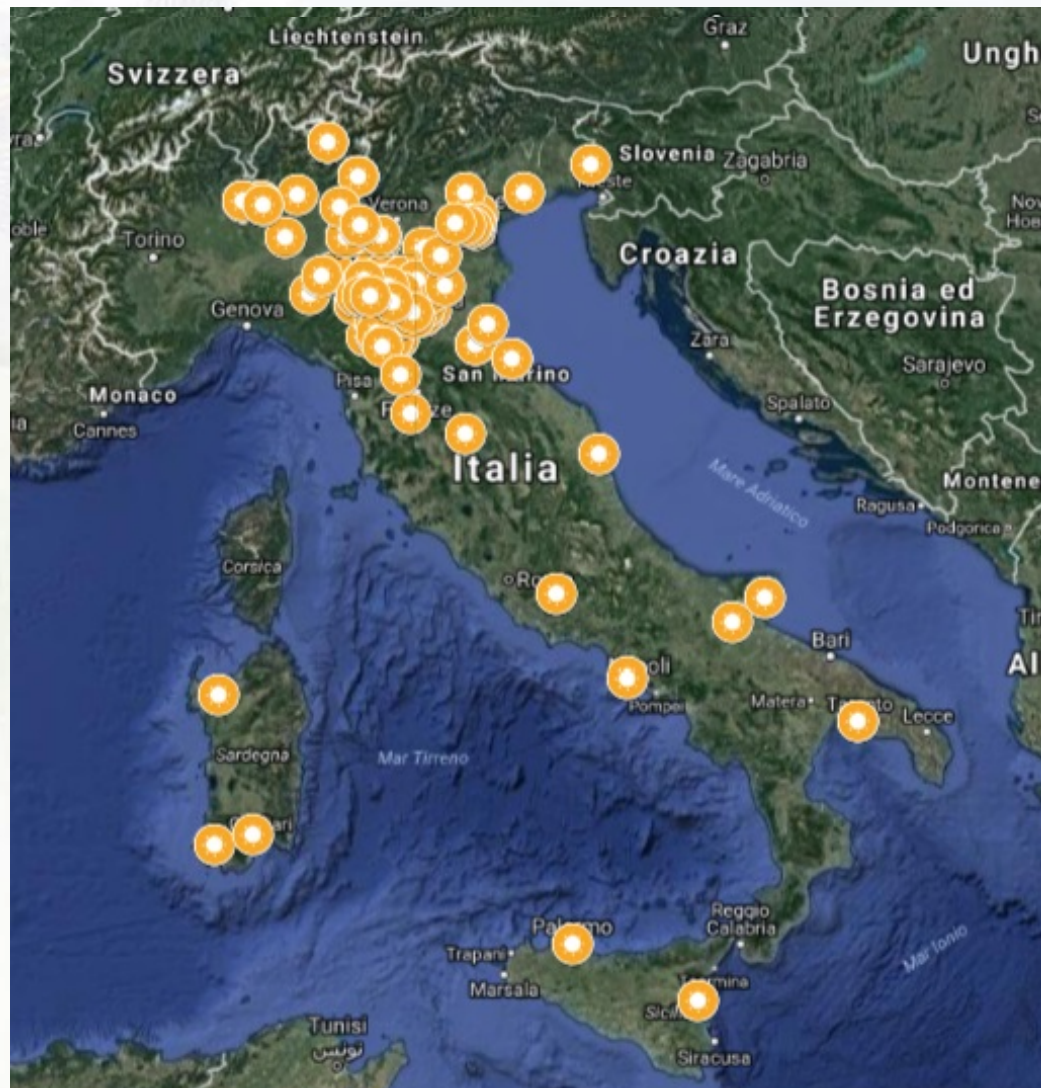 Liechtenstein
Graz
Svizzera
Ungh
Slovenia
Zagabria
Verona
Torino
Croazia
Genova
Bosnia ed
Erzegovina
Zara
Sarajevo
Pisa
Monaco
Spalato
Cannes
Italia
Mare Adriatico
Montene
Ragusa
Podgorica
Corsica
Bari
Al
Pompei
Matera
Lecce
Mar Tirreno
Sardegna
Reggio
Calabria
Mar Ionio
Trapani
Marsala
Tunisi
تونس
Siracusa